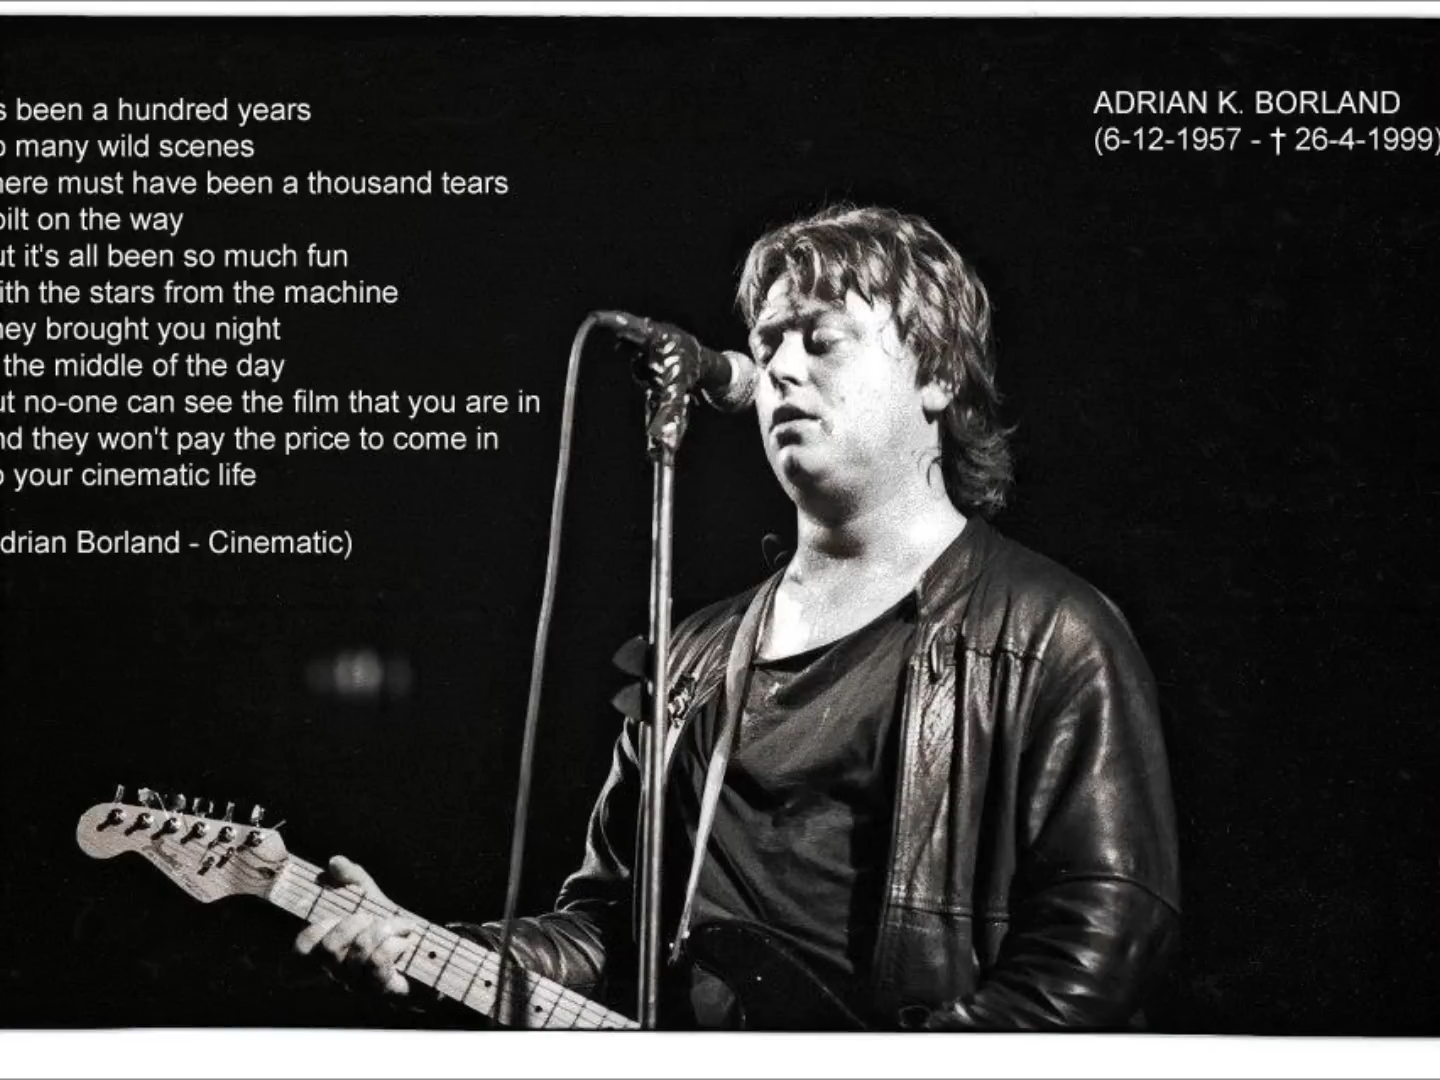 s been a hundred years
o many wild scenes
here must have been a thousand tears
pilt on the way
ut it's all been so much fun
ith the stars from the machine
hey brought you night
the middle of the day
ut no-one can see the film that you are in
nd they won't pay the price to come in
o your cinematic life
drian Borland - Cinematic)
ADRIAN K. BORLAND
(6-12-1957 - † 26-4-1999)